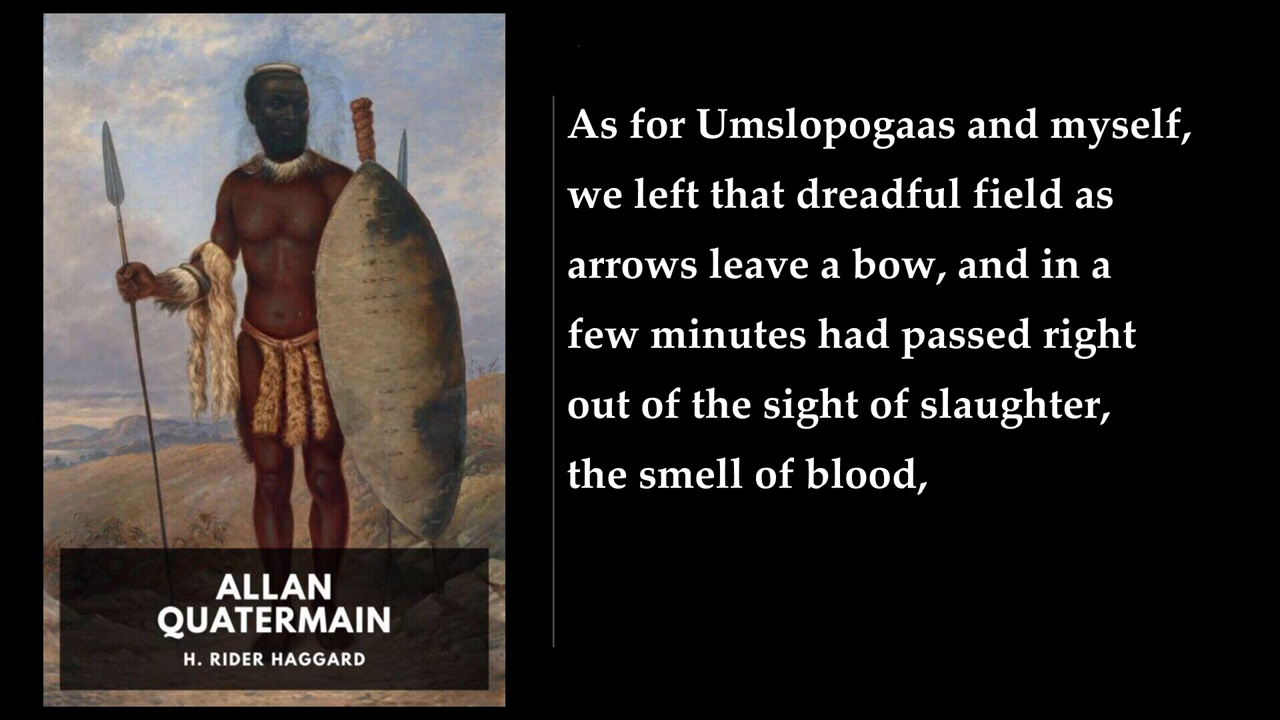 ALLAN
QUATERMAIN
H. RIDER HAGGARD
As for Umslopogaas and myself,
we left that dreadful field as
arrows leave a bow, and in a
few minutes had passed right
out of the sight of slaughter,
the smell of blood,